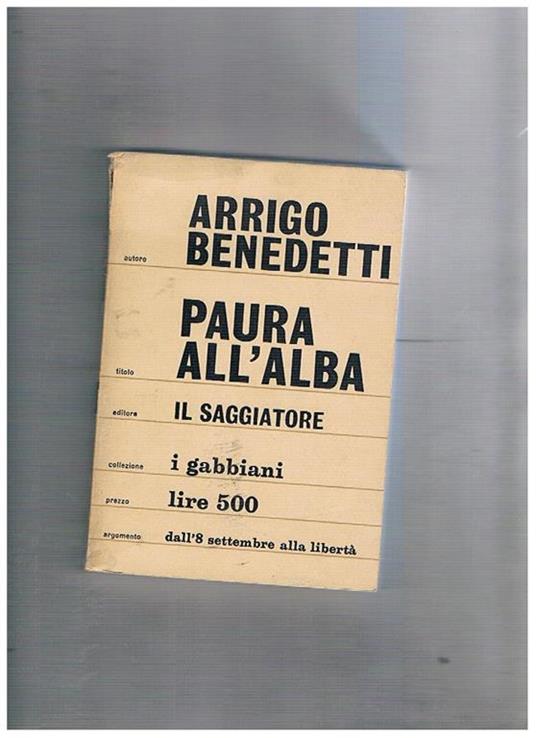 ARRIGO
autore BENEDETTI
PAURA
titolo ALL'ALBA
editore IL SAGGIATORE
collezione i gabbiani
prezzo lire 500
argomento dall'8 settembre alla libertà